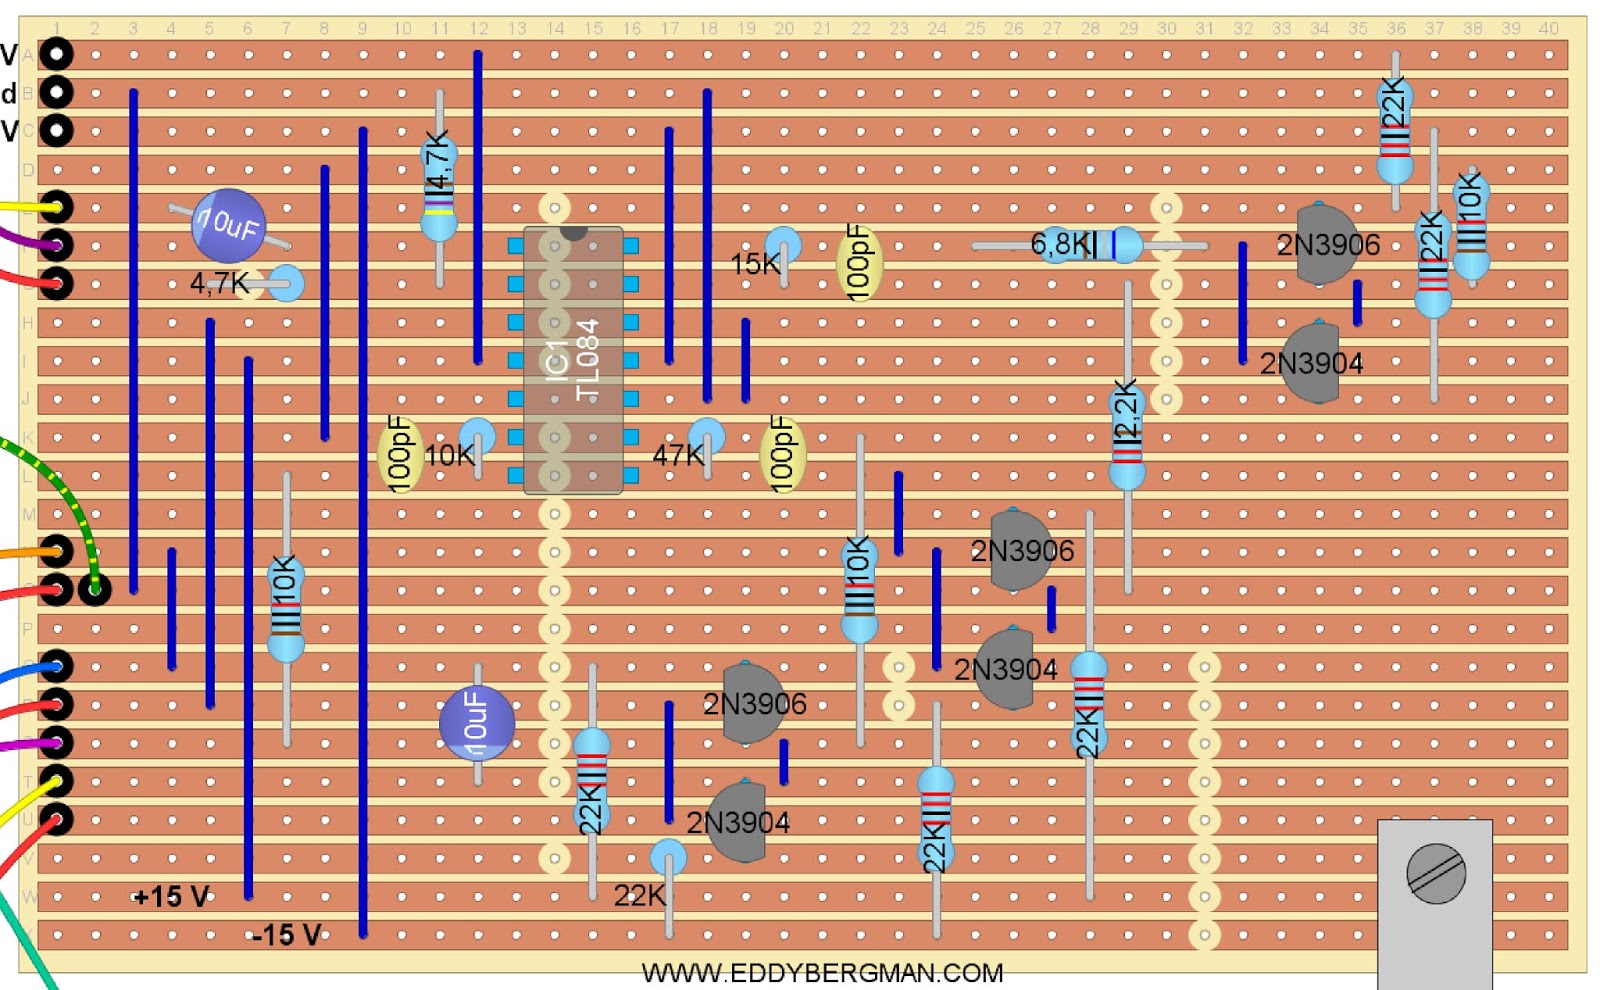 1 2 3 4 5 6 7 8 9 10 11 12 13 14 15 16 17 18 19 20 21 22 23 24 25 26 27 28 29 30 31 32 33 34 35 36 37 38 39 40
V A
d B
V C
22K
D
4,7K
10K
E
10uF
F
15K
100pF
6,8K
2N3906
22K
4,7K
G
H
IC1
TL084
I
2N3904
J
2,2K
K
100pF
10K
47K
100pF
L
M
10K
10K
2N3906
P
Q
2N3904
10uF
2N3906
22K
T
22K
2N3904
22K
U
V
W
+15 V
22K
-15 V
WWW.EDDYBERGMAN.COM